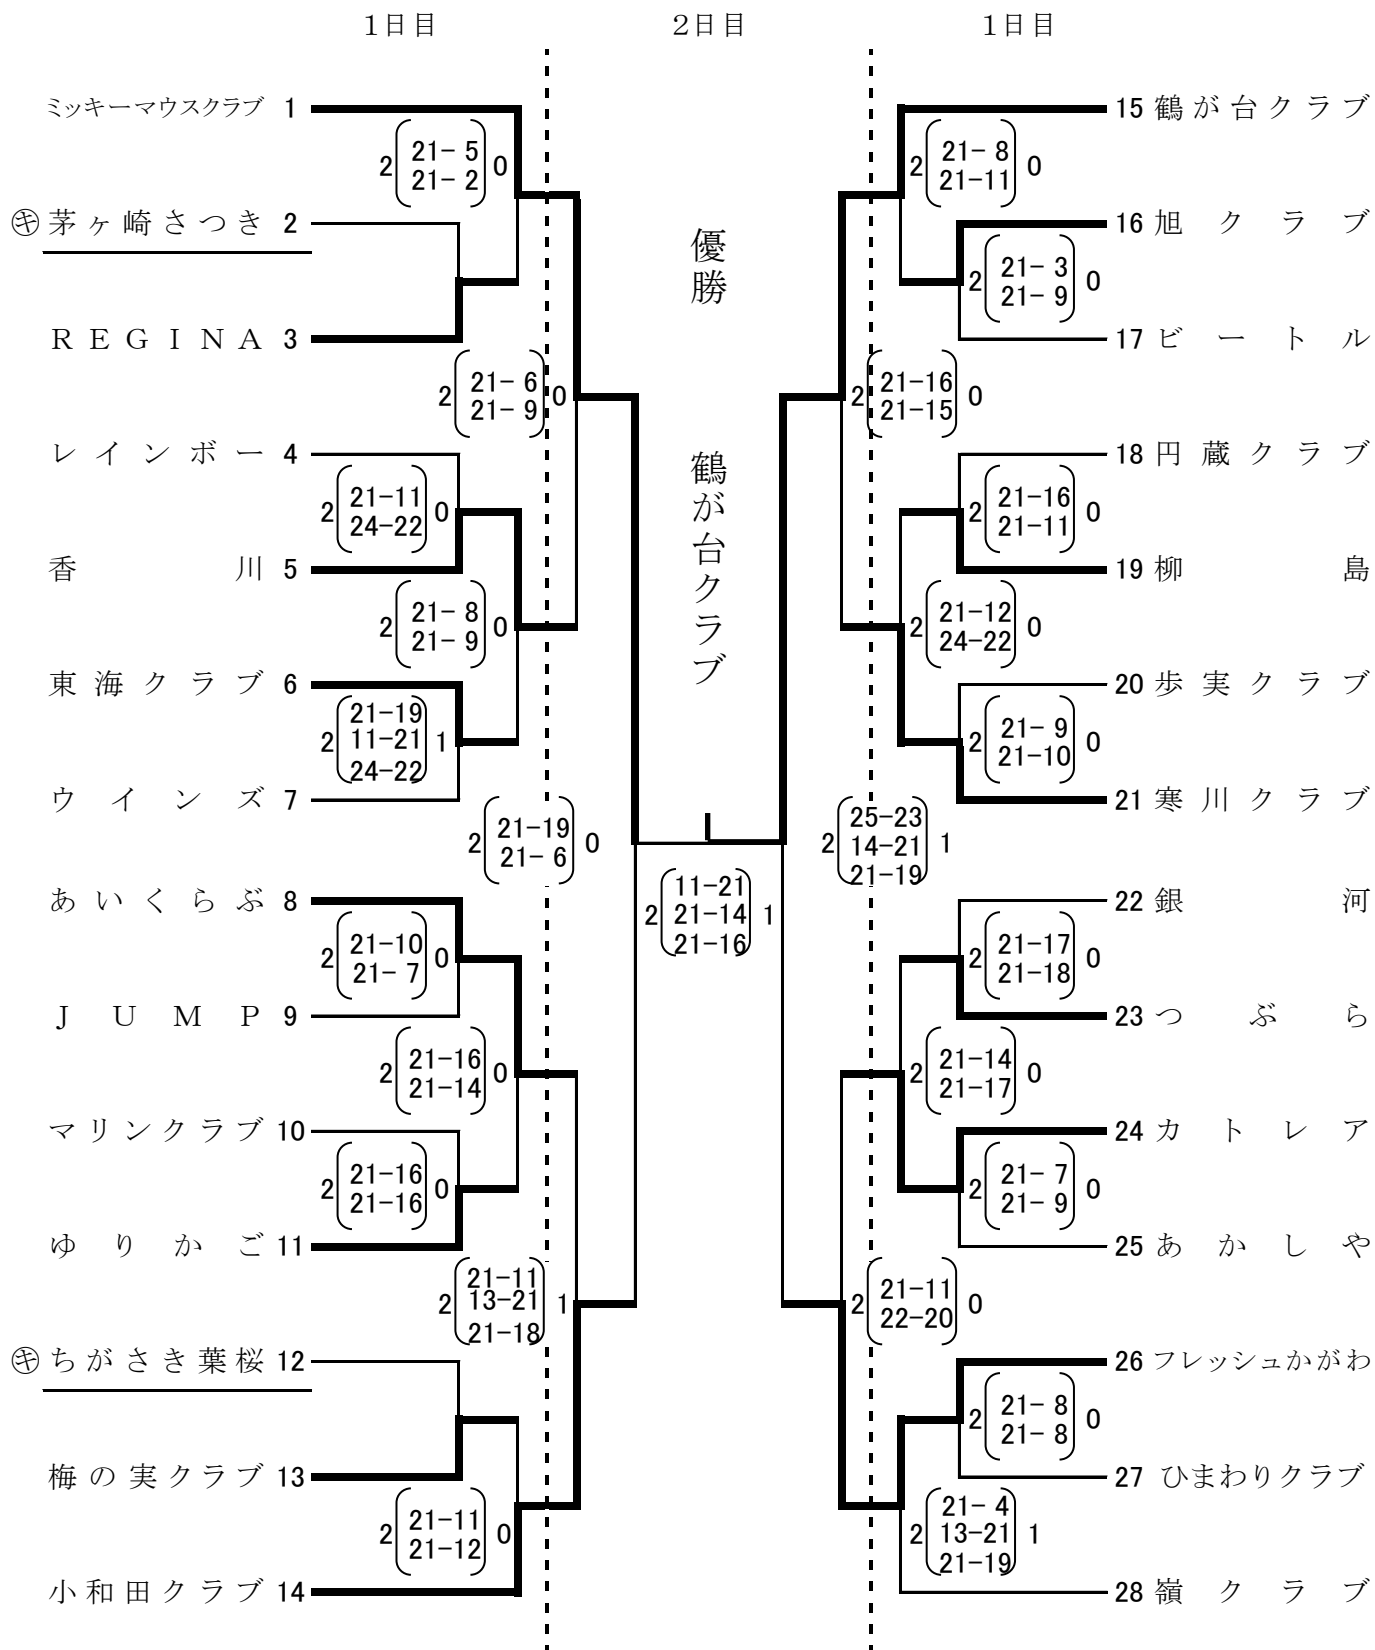 1日目 2日目 1日目
ミッキーマウスクラブ 1
2 21-5 0
21-2
㋖茅ヶ崎さつき 2
REGINA 3
2 21-6 0
21-9
レインボー 4
2 21-11 0
24-22
香川 5
2 21-8 0
21-9
東海クラブ 6
21-19
2 11-21 1
24-22
ウインズ 7
2 21-19 0
21-6
あいくらぶ 8
2 21-10 0
21-7
JUMP 9
2 21-16 0
21-14
マリンクラブ 10
2 21-16 0
21-16
ゆりかご 11
21-11
2 13-21 1
21-18
㋖ちがさき葉桜 12
梅の実クラブ 13
2 21-11 0
21-12
小和田クラブ 14
優勝
鶴が台クラブ
11-21
2 21-14 1
21-16
15 鶴が台クラブ
2 21-8 0
21-11
16 旭クラブ
2 21-3 0
21-9
17 ビートル
2 21-16 0
21-15
18 円蔵クラブ
2 21-16 0
21-11
19 柳島
2 21-12 0
24-22
20 歩実クラブ
2 21-9 0
21-10
21 寒川クラブ
25-23
2 14-21 1
21-19
22 銀河
2 21-17 0
21-18
23 つぶら
2 21-14 0
21-17
24 カトレア
2 21-7 0
21-9
25 あかしや
2 21-11 0
22-20
26 フレッシュかがわ
2 21-8 0
21-8
27 ひまわりクラブ
21-4
2 13-21 1
21-19
28 嶺クラブ